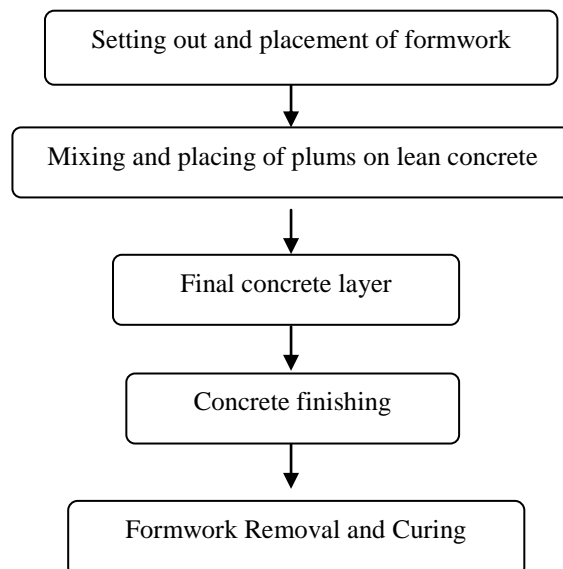 Setting out and placement of formwork
Mixing and placing of plums on lean concrete
Final concrete layer
Concrete finishing
Formwork Removal and Curing